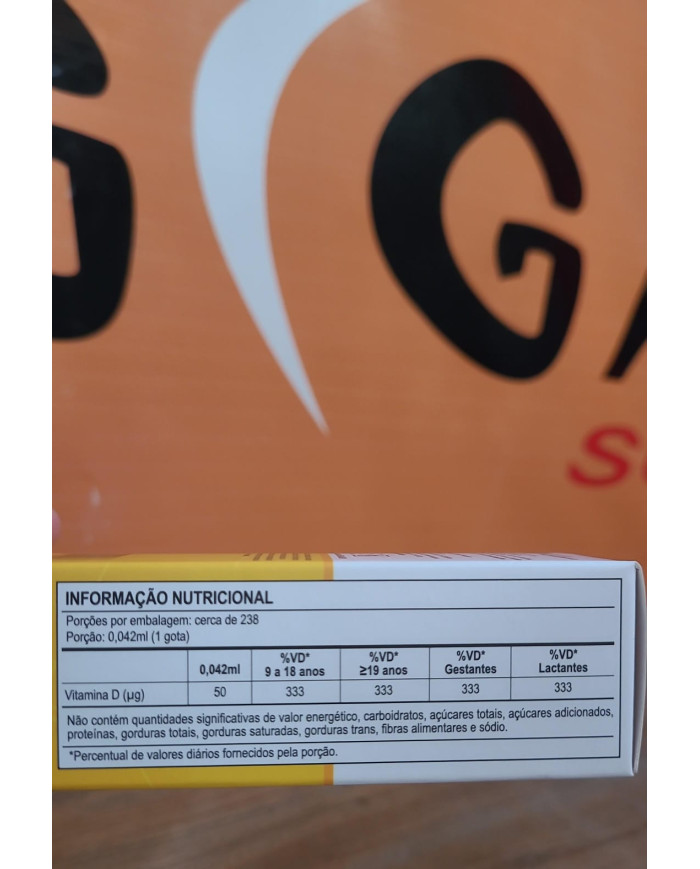 G
INFORMAÇÃO NUTRICIONAL
Porções por embalagem: cerca de 238
Porção: 0,042ml (1 gota)
0,042ml %VD* 9 a 18 anos %VD* ≥19 anos %VD* Gestantes %VD* Lactantes
Vitamina D (µg) 50 333 333 333 333
Não contém quantidades significativas de valor energético, carboidratos, açúcares totais, açúcares adicionados,
proteínas, gorduras totais, gorduras saturadas, gorduras trans, fibras alimentares e sódio.
*Percentual de valores diários fornecidos pela porção.